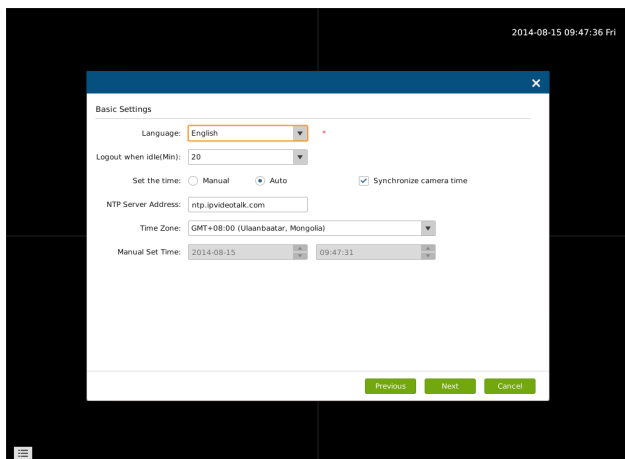 2014-08-15 09:47:36 Fri
Basic Settings
Language: English *
Logout when idle(Min): 20
Set the time: Manual Auto Synchronize camera time
NTP Server Address: ntp.ipvideotalk.com
Time Zone: GMT+08:00 (Ulaanbaatar, Mongolia)
Manual Set Time: 2014-08-15 09:47:31
Previous Next Cancel